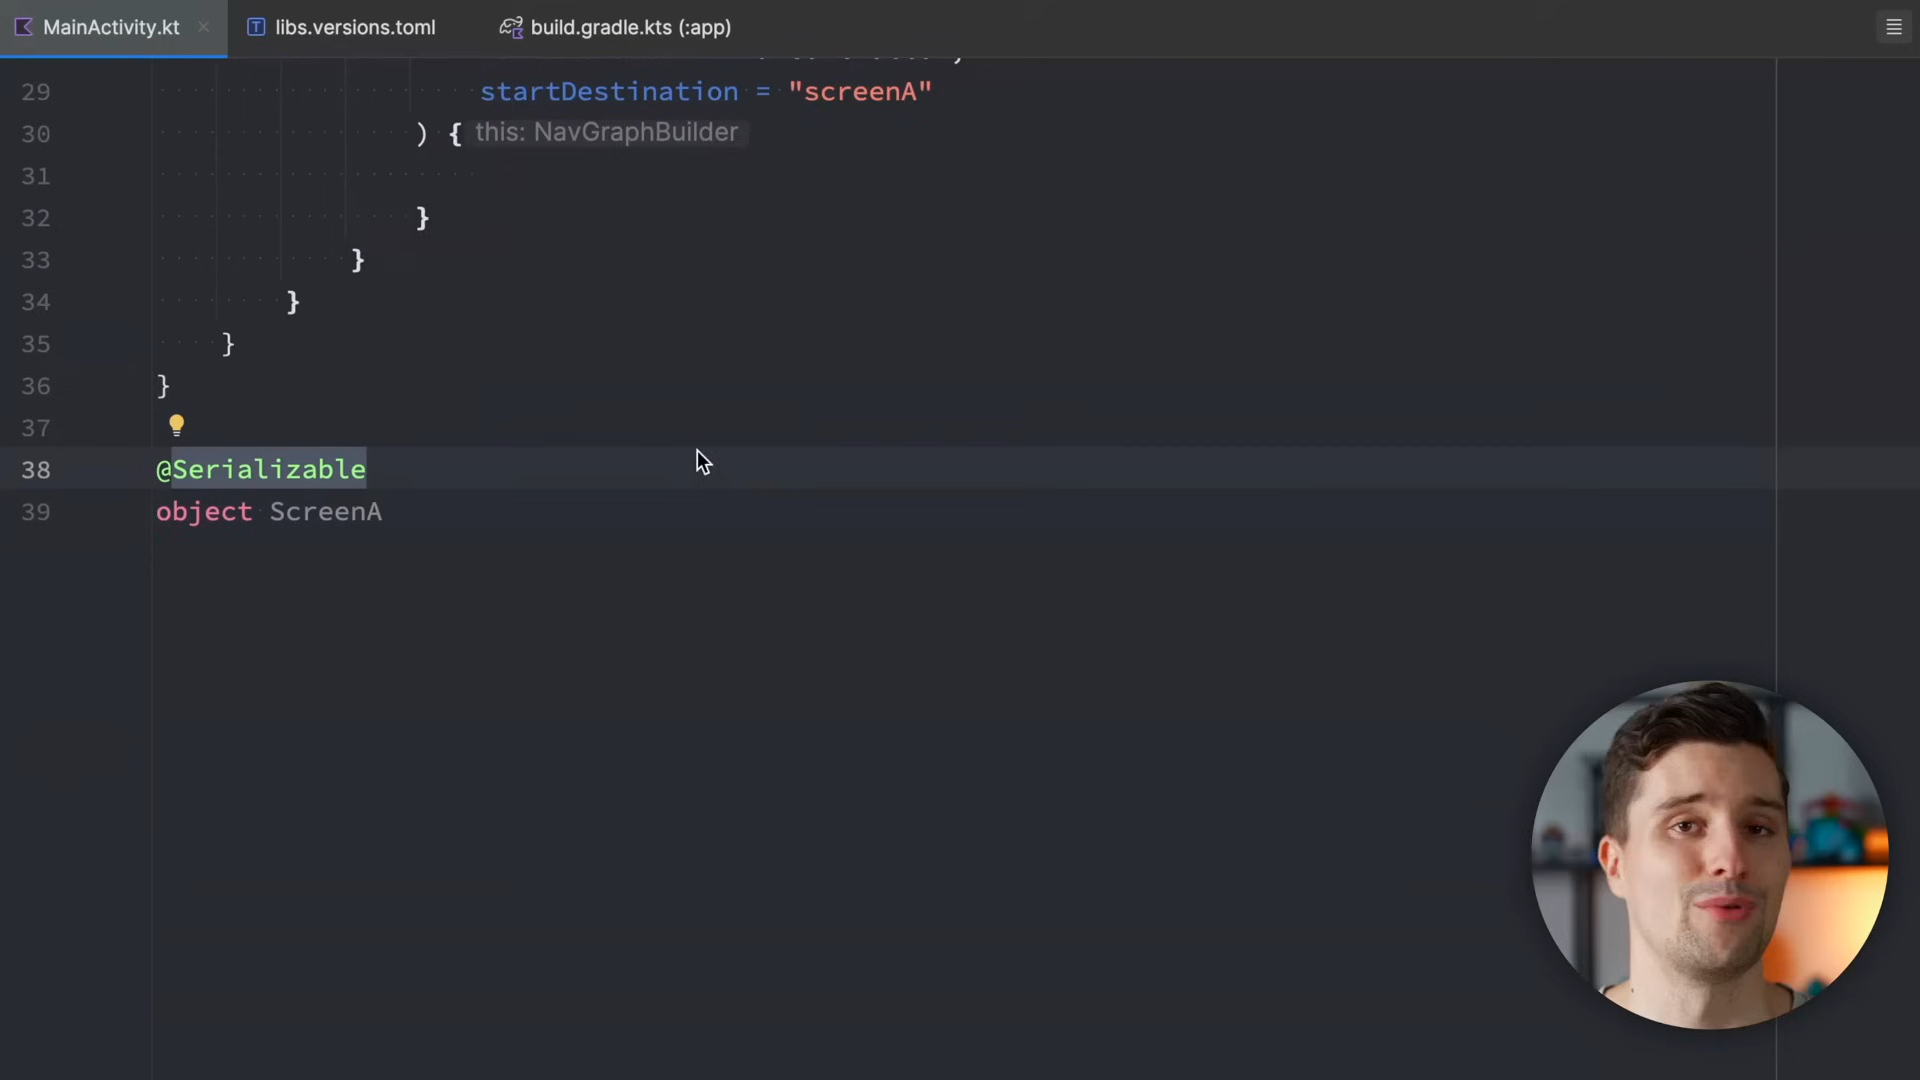 MainActivity.kt
libs.versions.toml
build.gradle.kts (:app)
29 startDestination = "screenA"
30 ) { this: NavGraphBuilder
31
32 }
33 }
34 }
35 }
36 }
37
38 @Serializable
39 object ScreenA